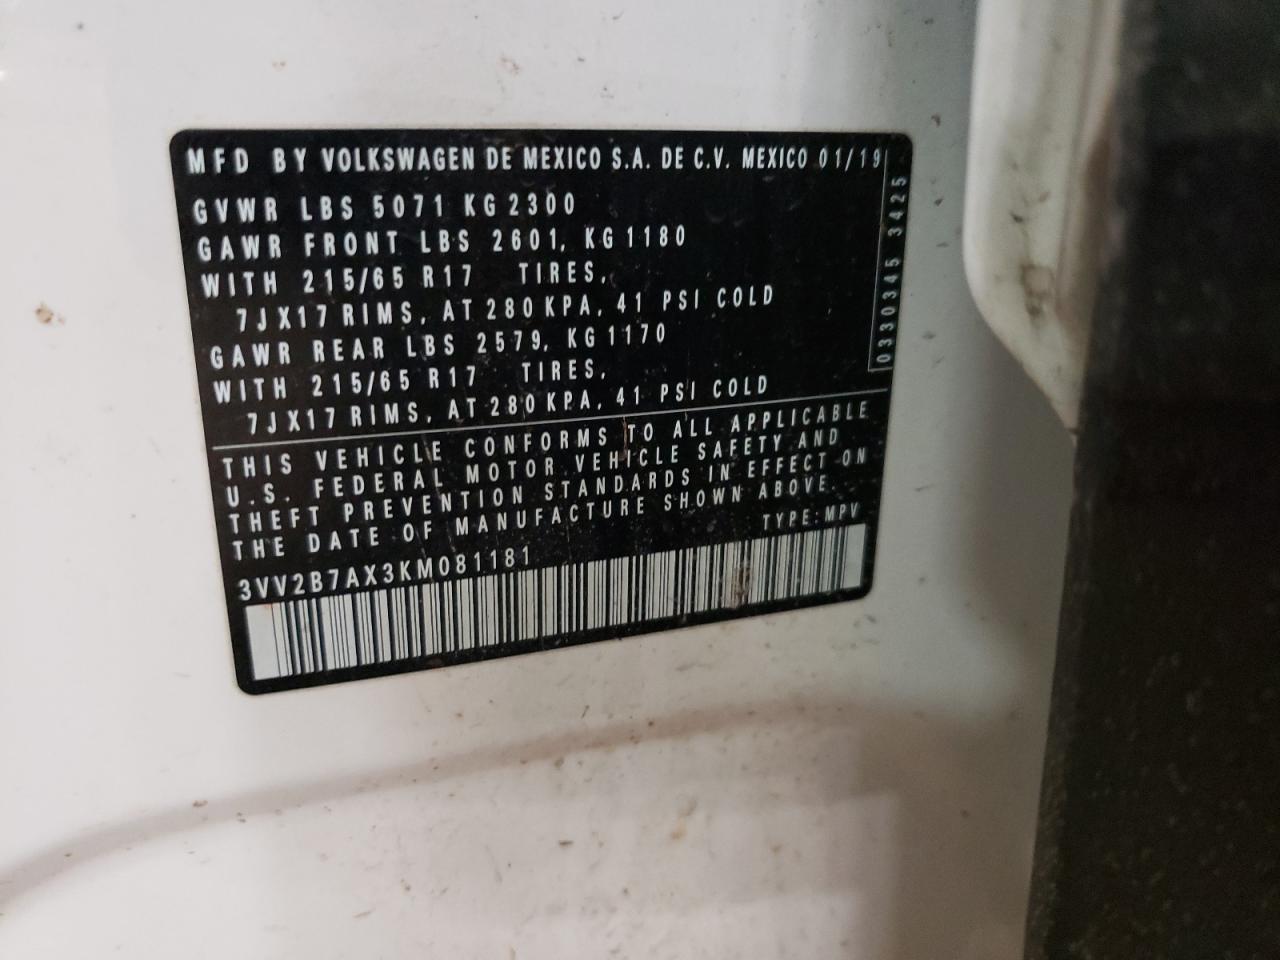 MFD BY VOLKSWAGEN DE MEXICO S.A. DE C.V. MEXICO 01/19
GVWR LBS 5071 KG 2300
GAWR FRONT LBS 2601, KG 1180
WITH 215/65 R17 TIRES,
7JX17 RIMS, AT 280 KPA, 41 PSI COLD
GAWR REAR LBS 2579, KG 1170
WITH 215/65 R17 TIRES,
7JX17 RIMS, AT 280 KPA, 41 PSI COLD
0330345 3425
THIS VEHICLE CONFORMS TO ALL APPLICABLE
U.S. FEDERAL MOTOR VEHICLE SAFETY AND
THEFT PREVENTION STANDARDS IN EFFECT ON
THE DATE OF MANUFACTURE SHOWN ABOVE.
TYPE: MPV
3VV2B7AX3KM081181